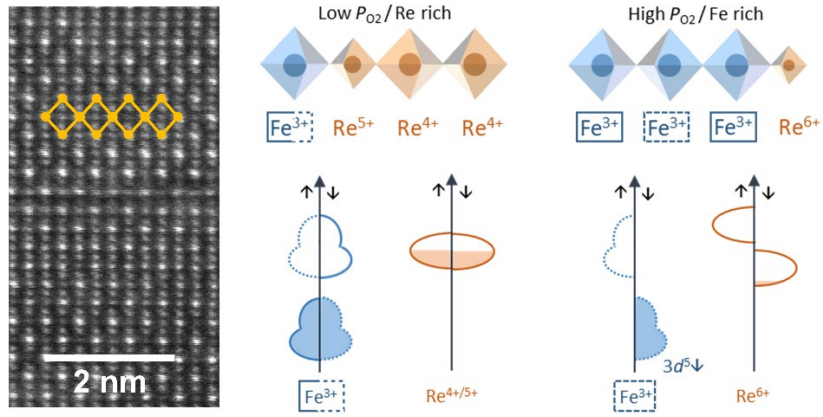 Low P_O2 / Re rich
High P_O2 / Fe rich
Fe3+ Re5+ Re4+ Re4+
Fe3+ Fe3+ Fe3+ Re6+
↑ ↓ ↑ ↓ ↑ ↓ ↑ ↓
2 nm
3d5↓
Fe3+ Re4+/5+ Fe3+ Re6+